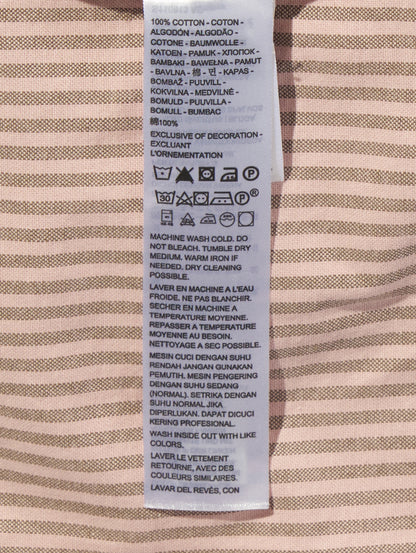 100% COTTON - COTON -
ALGODÓN - ALGODÃO -
COTONE - BAUMWOLLE -
KATOEN - PAMUK - ХЛОПОК -
ΒΑΜΒΑΚΙ - BAWEŁNA - PAMUT
- BAVLNA - 棉 - 면 - KAPAS -
BOMBAŽ - PUUVILL -
KOKVILNA - MEDVILNĖ -
BOMULD - PUUVILLA -
BOMULL - BUMBAC
綿100%
EXCLUSIVE OF DECORATION -
EXCLUANT
L'ORNEMENTATION
P
30 P ®
MACHINE WASH COLD. DO
NOT BLEACH. TUMBLE DRY
MEDIUM. WARM IRON IF
NEEDED. DRY CLEANING
POSSIBLE.
LAVER EN MACHINE A L'EAU
FROIDE. NE PAS BLANCHIR.
SECHER EN MACHINE A
TEMPERATURE MOYENNE.
REPASSER A TEMPERATURE
MOYENNE AU BESOIN.
NETTOYAGE A SEC POSSIBLE.
MESIN CUCI DENGAN SUHU
RENDAH JANGAN GUNAKAN
PEMUTIH. MESIN PENGERING
DENGAN SUHU SEDANG
(NORMAL). SETRIKA DENGAN
SUHU NORMAL JIKA
DIPERLUKAN. DAPAT DICUCI
KERING PROFESIONAL.
WASH INSIDE OUT WITH LIKE
COLORS.
LAVER LE VETEMENT
RETOURNE, AVEC DES
COULEURS SIMILAIRES.
LAVAR DEL REVÉS, CON